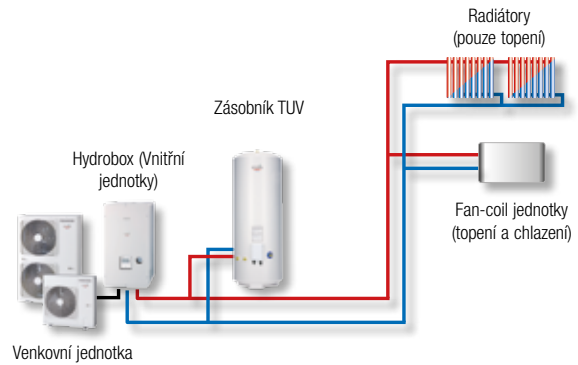 Radiátory
(pouze topení)
Zásobník TUV
Hydrobox (Vnitřní
jednotky)
Fan-coil jednotky
(topení a chlazení)
Venkovní jednotka